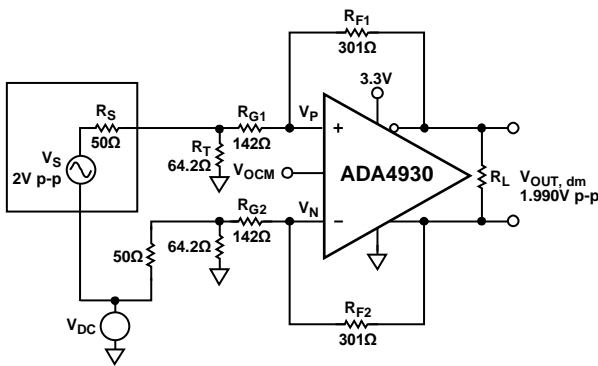 RF1
301Ω
3.3V
RS
50Ω
RG1
142Ω
VP
RT
64.2Ω
VS
2V p-p
VOCM
+
ADA4930
RL
VOUT, dm
1.990V p-p
RG2
142Ω
VN
−
50Ω
64.2Ω
RF2
301Ω
VDC